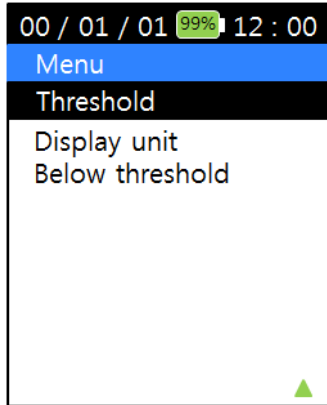 00 / 01 / 01 99% 12 : 00
Menu
Threshold
Display unit
Below threshold